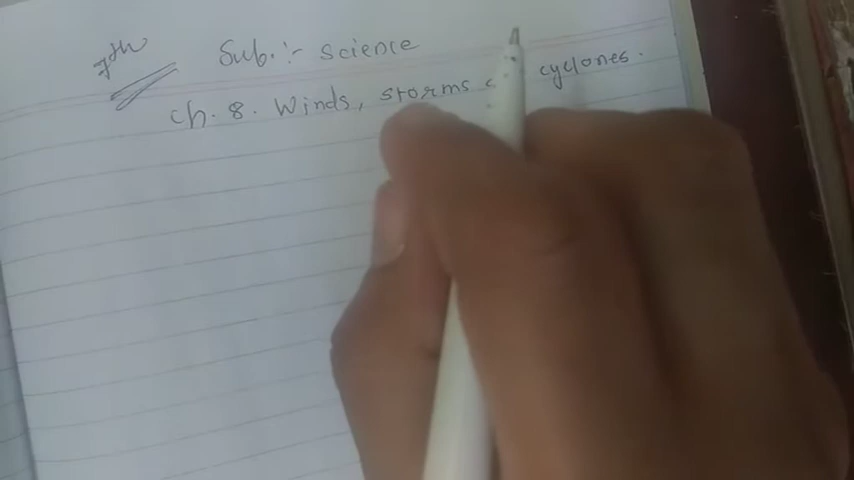 7th
Sub.:- science
Ch. 8. Winds, storms cyclones.